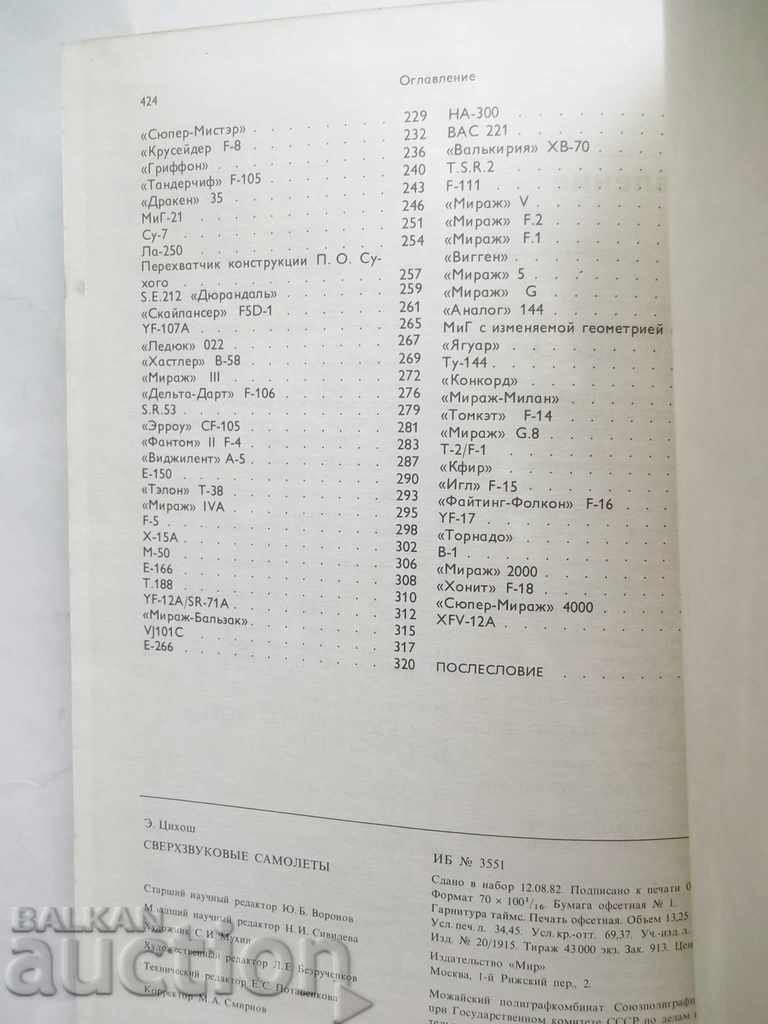 424
Оглавление
«Сюпер-Мистэр» 229
«Крусейдер F-8 232
«Гриффон» 236
«Тандерчиф» F-105 240
«Дракен» 35 243
МиГ-21 246
Су-7 251
Ла-250 254
Перехватчик конструкции П. О. Су-
хого 257
S.E.212 «Дюрандаль» 259
«Скайлансер» F5D-1 261
YF-107A 265
«Ледюк» 022 267
«Хастлер» B-58 269
«Мираж» III 272
«Дельта-Дарт» F-106 276
S.R.53 279
«Эрроу» CF-105 281
«Фантом» II F-4 283
«Виджилент» A-5 287
E-150 290
«Тэлон» T-38 293
«Мираж» IVA 295
F-5 298
X-15A 302
M-50 306
E-166 308
T.188 310
YF-12A/SR-71A 312
«Мираж-Бальзак» 315
VJ101C 317
E-266 320
HA-300
BAC 221
«Валькирия» XB-70
T.S.R.2
F-111
«Мираж» V
«Мираж» F.2
«Мираж» F.1
«Вигген»
«Мираж» 5
«Мираж» G
«Аналог» 144
МиГ с изменяемой геометрией
«Ягуар»
Ту-144
«Конкорд»
«Мираж-Милан»
«Томкэт» F-14
«Мираж» G.8
T-2/F-1
«Кфир»
«Игл» F-15
«Файтинг-Фолкон» F-16
YF-17
«Торнадо»
B-1
«Мираж» 2000
«Хонит» F-18
«Сюпер-Мираж» 4000
XFV-12A
ПОСЛЕСЛОВИЕ
Э. Цихош
СВЕРХЗВУКОВЫЕ САМОЛЕТЫ
Старший научный редактор Ю. Б. Воронов
Младший научный редактор Н. И. Сивилева
Художник С. И. Мухин
Художественный редактор Л. Е. Безрученков
Технический редактор Е. С. Потапенкова
Корректор М. А. Смирнов
ИБ № 3551
Сдано в набор 12.08.82. Подписано к печати 0
Формат 70 × 100¹/₁₆. Бумага офсетная № 1.
Гарнитура таймс. Печать офсетная. Объем 13,25
Усл. печ. л. 34,45. Усл. кр.-отт. 69,37. Уч.-изд. л.
Изд. № 20/1915. Тираж 43 000 экз. Зак. 913. Цен
Издательство «Мир»
Москва, 1-й Рижский пер., 2.
Можайский полиграфкомбинат Союзполигра
при Государственном комитете СССР по делам
BALKAN
auction